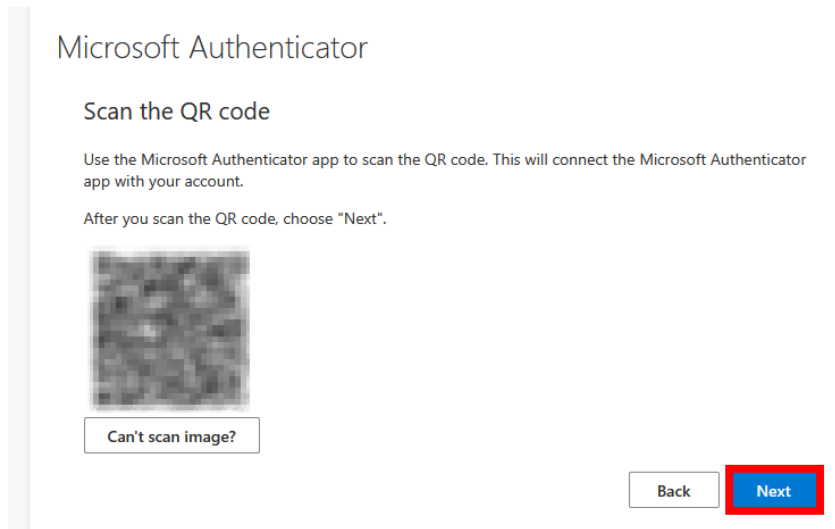 Microsoft Authenticator
Scan the QR code
Use the Microsoft Authenticator app to scan the QR code. This will connect the Microsoft Authenticator
app with your account.
After you scan the QR code, choose "Next".
Can't scan image?
Back
Next